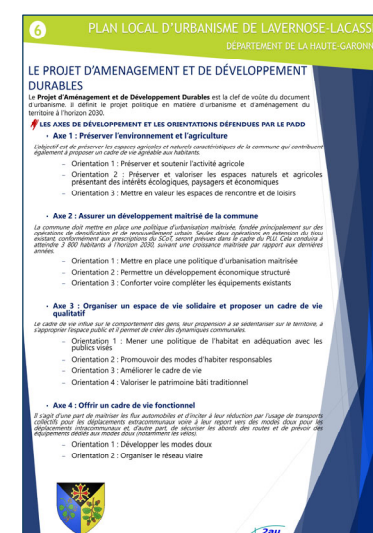 6
PLAN LOCAL D'URBANISME DE LAVERNOSE-LACASSE
DÉPARTEMENT DE LA HAUTE-GARONN
LE PROJET D'AMENAGEMENT ET DE DÉVELOPPEMENT
DURABLES
Le Projet d'Aménagement et de Développement Durables est la clef de voûte du document
d'urbanisme. Il définit le projet politique en matière d'urbanisme et d'aménagement du
territoire à l'horizon 2030.
LES AXES DE DÉVELOPPEMENT ET LES ORIENTATIONS DÉFENDUES PAR LE PADD
• Axe 1 : Préserver l'environnement et l'agriculture
L'objectif est de préserver les espaces agricoles et naturels caractéristiques de la commune qui contribuent
également à proposer un cadre de vie agréable aux habitants.
– Orientation 1 : Préserver et soutenir l'activité agricole
– Orientation 2 : Préserver et valoriser les espaces naturels et agricoles
présentant des intérêts écologiques, paysagers et économiques
– Orientation 3 : Mettre en valeur les espaces de rencontre et de loisirs
• Axe 2 : Assurer un développement maitrisé de la commune
La commune doit mettre en place une politique d'urbanisation maitrisée, fondée principalement sur des
opérations de densification et de renouvellement urbain. Seules deux opérations en extension du tissu
existant, conformément aux prescriptions du SCoT, seront prévues dans le cadre du PLU. Cela conduira à
atteindre 3 800 habitants à l'horizon 2030, suivant une croissance maitrisée par rapport aux dernières
années.
– Orientation 1 : Mettre en place une politique d'urbanisation maitrisée
– Orientation 2 : Permettre un développement économique structuré
– Orientation 3 : Conforter voire compléter les équipements existants
• Axe 3 : Organiser un espace de vie solidaire et proposer un cadre de vie
qualitatif
Le cadre de vie influe sur le comportement des gens, leur propension à se sédentariser sur le territoire, à
s'approprier l'espace public et il permet de créer des dynamiques communales.
– Orientation 1 : Mener une politique de l'habitat en adéquation avec les
publics visés
– Orientation 2 : Promouvoir des modes d'habiter responsables
– Orientation 3 : Améliorer le cadre de vie
– Orientation 4 : Valoriser le patrimoine bâti traditionnel
• Axe 4 : Offrir un cadre de vie fonctionnel
Il s'agit d'une part de maitriser les flux automobiles et d'inciter à leur réduction par l'usage de transports
collectifs pour les déplacements extracommunaux voire à leur report vers des modes doux pour les
déplacements intracommunaux et, d'autre part, de sécuriser les abords des routes et de prévoir des
équipements dédiés aux modes doux (notamment les vélos).
– Orientation 1 : Développer les modes doux
– Orientation 2 : Organiser le réseau viaire
2au